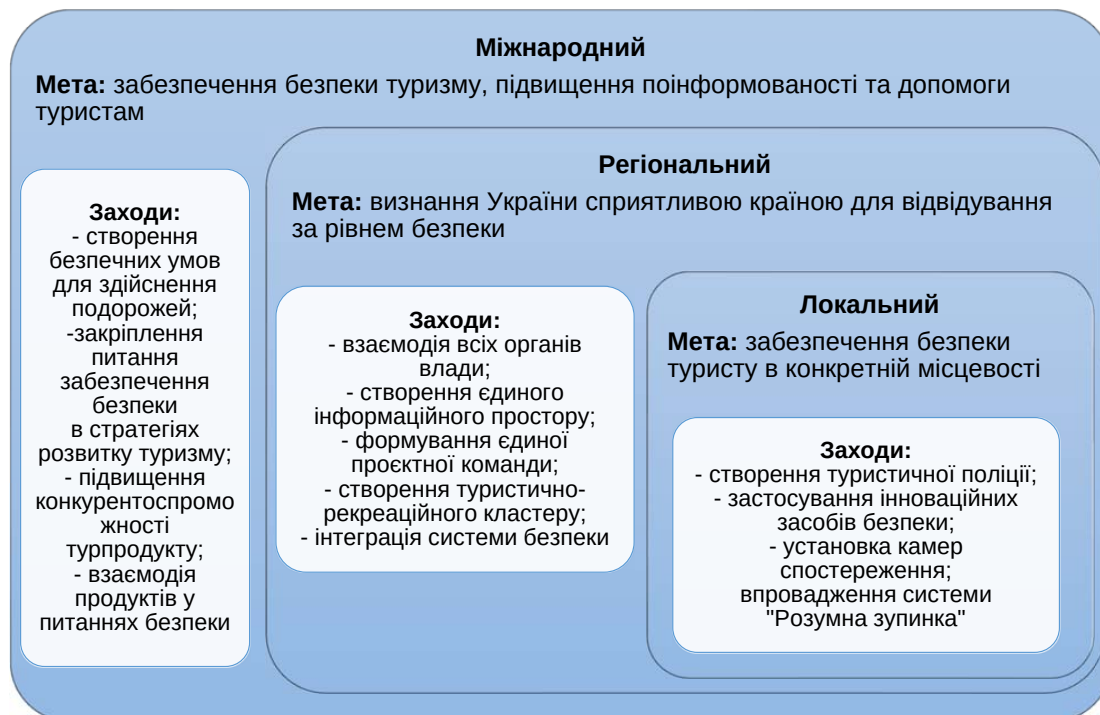 Міжнародний
Мета: забезпечення безпеки туризму, підвищення поінформованості та допомоги
туристам
Заходи:
- створення
безпечних умов
для здійснення
подорожей;
-закріплення
питання
забезпечення
безпеки
в стратегіях
розвитку туризму;
- підвищення
конкурентоспромо
жності
турпродукту;
- взаємодія
продуктів у
питаннях безпеки
Регіональний
Мета: визнання України сприятливою країною для відвідування
за рівнем безпеки
Заходи:
- взаємодія всіх органів
влади;
- створення єдиного
інформаційного простору;
- формування єдиної
проєктної команди;
- створення туристично-
рекреаційного кластеру;
- інтеграція системи безпеки
Локальний
Мета: забезпечення безпеки
туристу в конкретній місцевості
Заходи:
- створення туристичної поліції;
- застосування інноваційних
засобів безпеки;
- установка камер
спостереження;
впровадження системи
"Розумна зупинка"